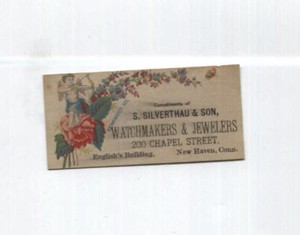 Compliments of
S. SILVERTHAU & SON,
WATCHMAKERS & JEWELERS
200 CHAPEL STREET,
English's Building, New Haven, Conn.